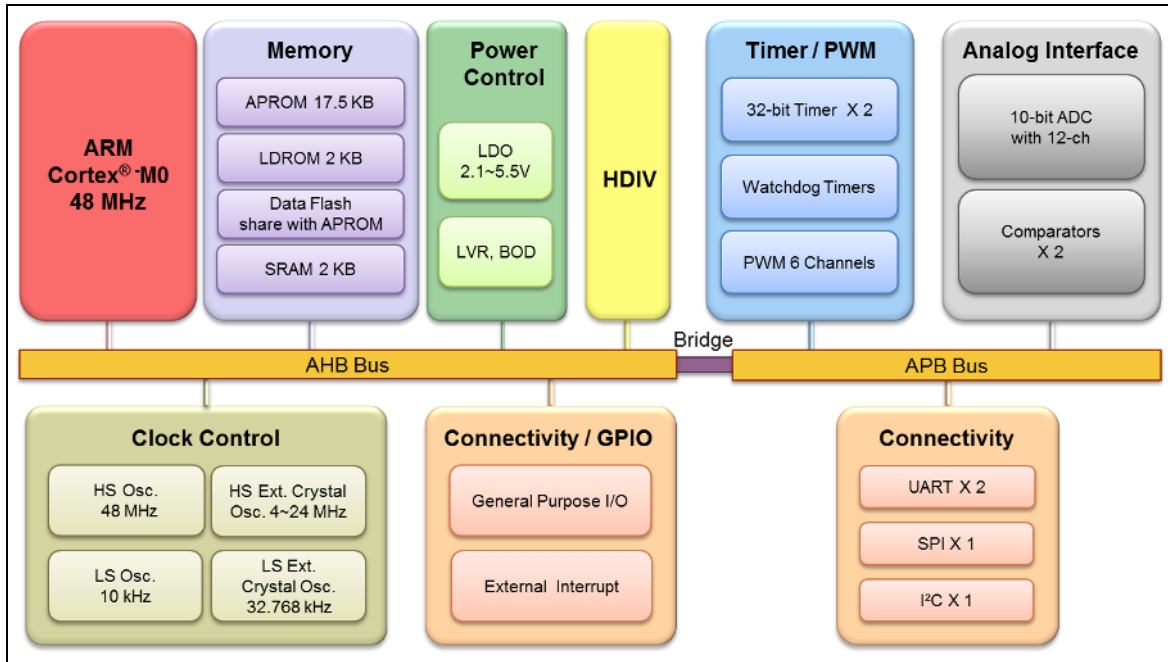 ARM
Cortex® -M0
48 MHz
Memory
APROM 17.5 KB
LDROM 2 KB
Data Flash
share with APROM
SRAM 2 KB
Power
Control
LDO
2.1~5.5V
LVR, BOD
HDIV
Timer / PWM
32-bit Timer X 2
Watchdog Timers
PWM 6 Channels
Analog Interface
10-bit ADC
with 12-ch
Comparators
X 2
AHB Bus
Bridge
APB Bus
Clock Control
HS Osc.
48 MHz
HS Ext. Crystal
Osc. 4~24 MHz
LS Osc.
10 kHz
LS Ext.
Crystal Osc.
32.768 kHz
Connectivity / GPIO
General Purpose I/O
External Interrupt
Connectivity
UART X 2
SPI X 1
I²C X 1